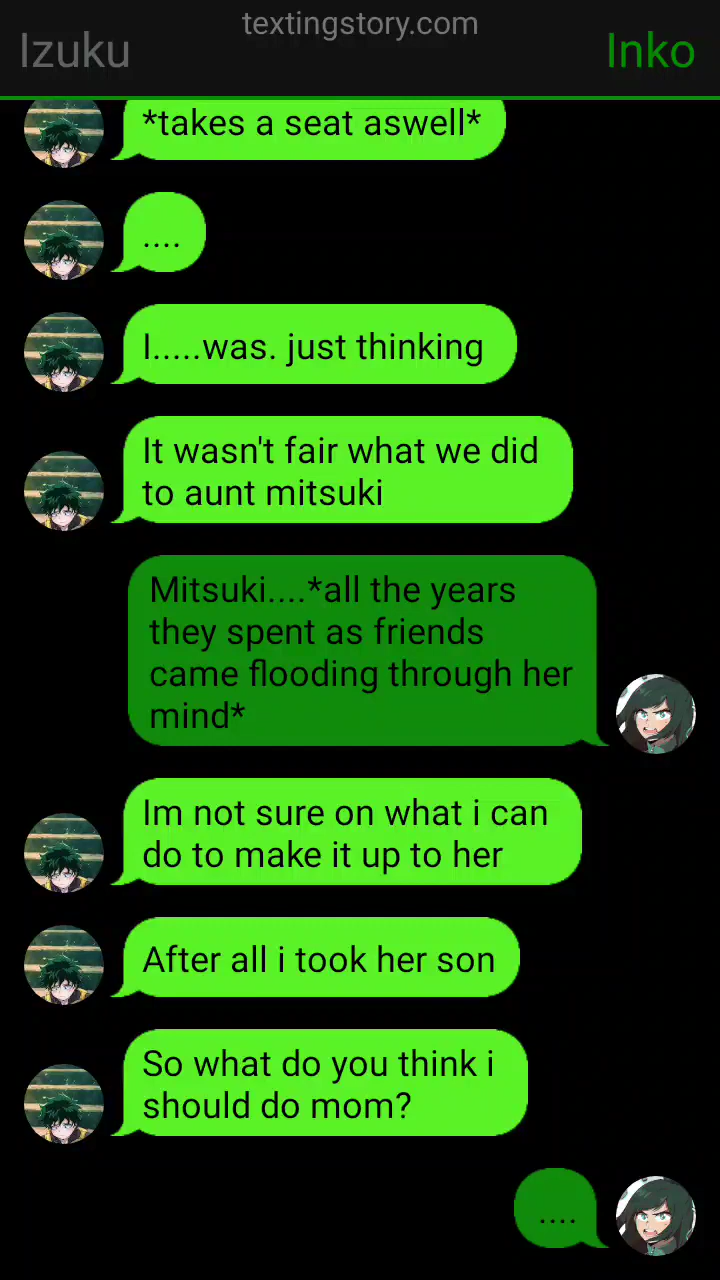 textingstory.com
Izuku
Inko
*takes a seat aswell*
....
I.....was. just thinking
It wasn't fair what we did
to aunt mitsuki
Mitsuki....*all the years
they spent as friends
came flooding through her
mind*
Im not sure on what i can
do to make it up to her
After all i took her son
So what do you think i
should do mom?
....